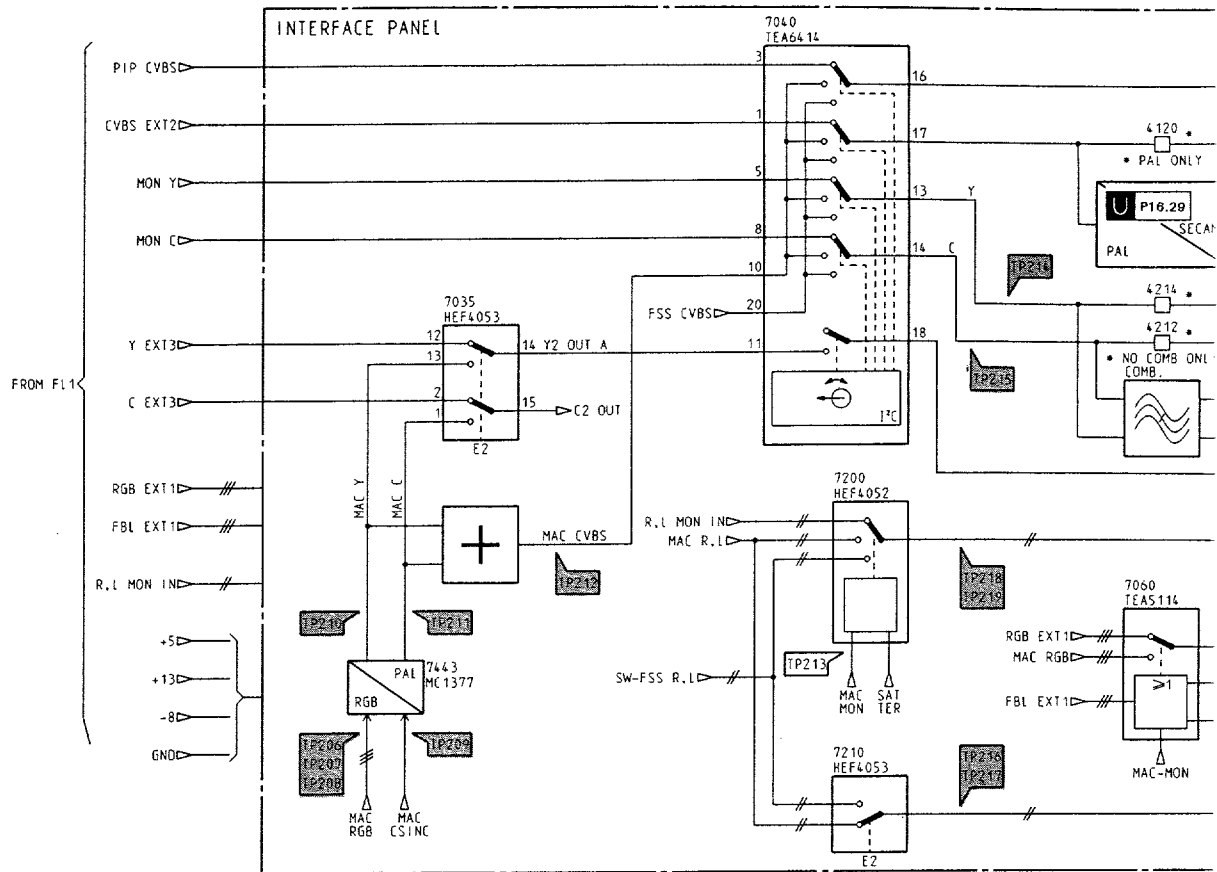 INTERFACE PANEL
7040
TEA6414
PIP CVBS
3
16
CVBS EXT2
1
17
4120 *
* PAL ONLY
MON Y
5
13
Y
U P16.29
PAL
MON C
8
14
C
10
TP214
4214 *
7035
HEF4053
FSS CVBS
20
4212 *
Y EXT3
12
14
Y2 OUT A
11
18
13
* NO COMB ONL
COMB.
TP215
FROM FL1
C EXT3
2
15
C2 OUT
1
I²C
E2
MAC Y
MAC C
RGB EXT1
7200
HEF4052
FBL EXT1
+
MAC CVBS
R,L MON IN
MAC R,L
R,L MON IN
TP212
TP218
TP219
7060
TEA5114
TP210
TP211
+5
RGB EXT1
MAC RGB
+13
PAL
RGB
7443
MC1377
SW-FSS R,L
TP213
MAC
MON
SAT
TER
FBL EXT1
≥1
-8
GND
TP206
TP207
TP208
TP209
7210
HEF4053
TP216
TP217
MAC-MON
MAC
RGB
MAC
CSINC
E2